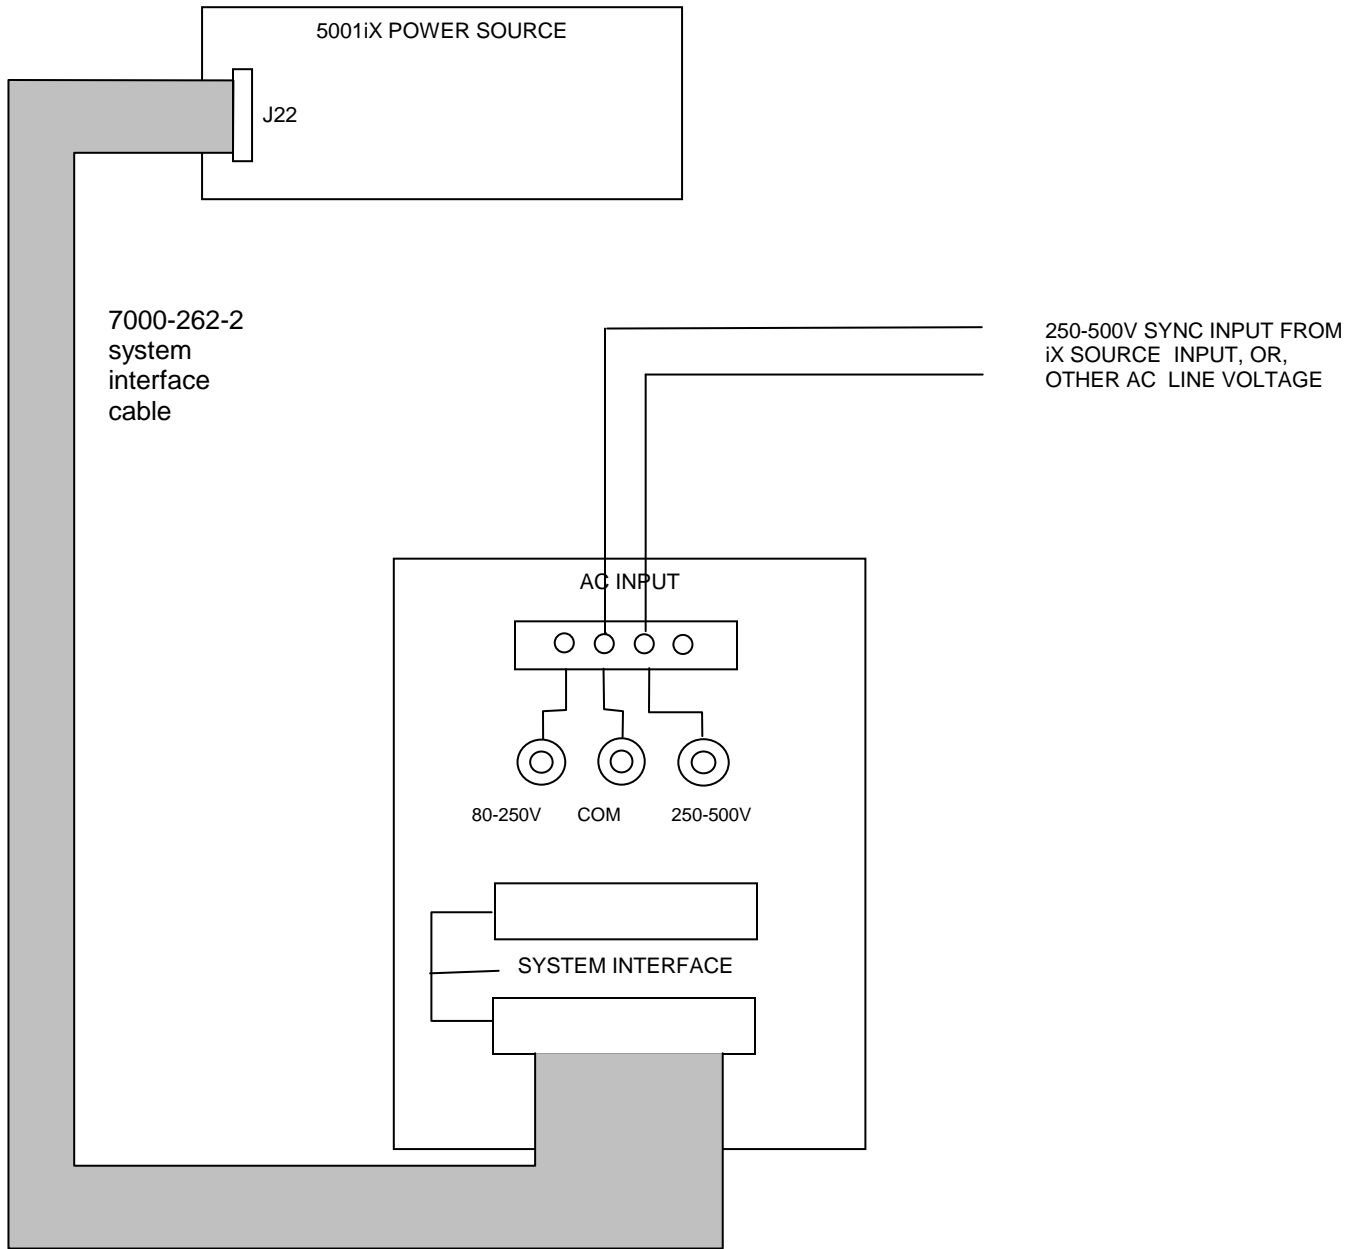 5001iX POWER SOURCE
J22
7000-262-2
system
interface
cable
250-500V SYNC INPUT FROM
iX SOURCE INPUT, OR,
OTHER AC LINE VOLTAGE
AC INPUT
80-250V COM 250-500V
SYSTEM INTERFACE